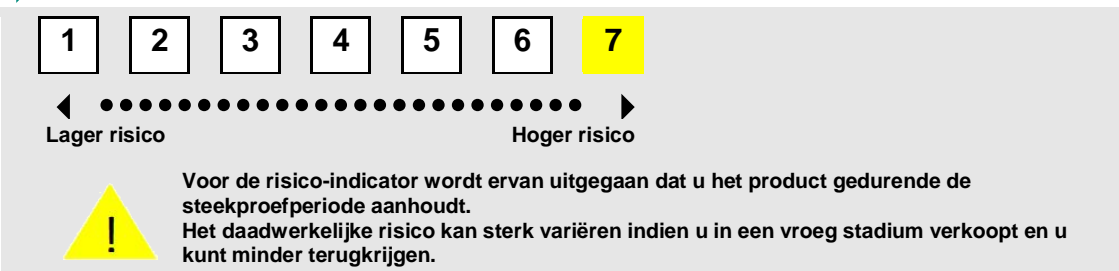 1 2 3 4 5 6 7
Lager risico Hoger risico
!
Voor de risico-indicator wordt ervan uitgegaan dat u het product gedurende de
steekproefperiode aanhoudt.
Het daadwerkelijke risico kan sterk variëren indien u in een vroeg stadium verkoopt en u
kunt minder terugkrijgen.